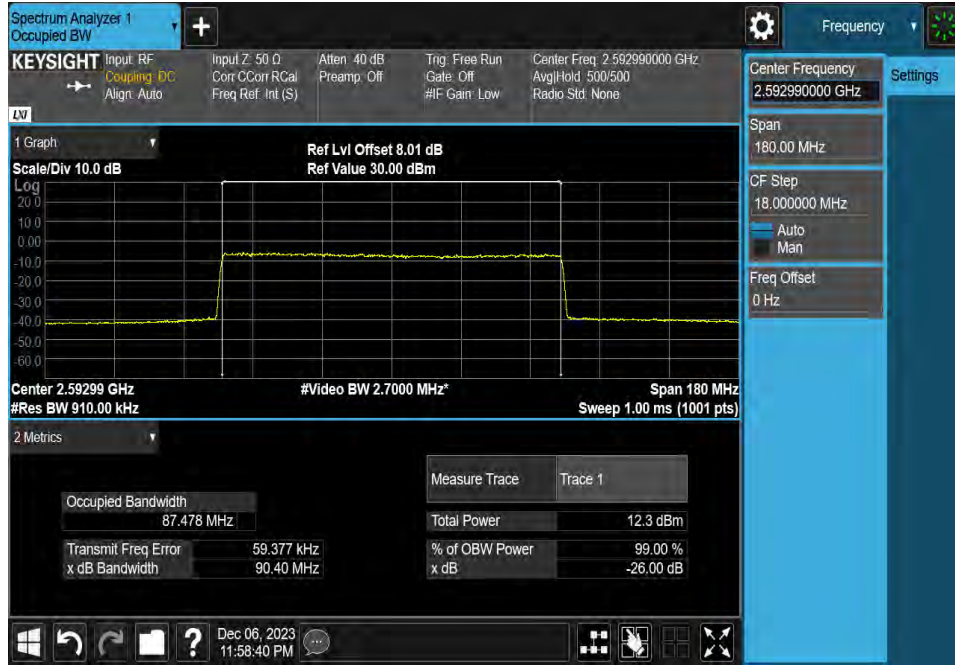 Spectrum Analyzer 1
Occupied BW
+
Frequency
KEYSIGHT
Input: RF
Coupling: DC
Align: Auto
Input Z: 50 Ω
Corr CCorr RCal
Freq Ref: Int (S)
Atten: 40 dB
Preamp: Off
Trig: Free Run
Gate: Off
#IF Gain: Low
Center Freq: 2.592990000 GHz
Avg|Hold: 500/500
Radio Std: None
LXI
Center Frequency
2.592990000 GHz
Settings
Span
180.00 MHz
CF Step
18.000000 MHz
Auto
Man
Freq Offset
0 Hz
1 Graph
Scale/Div 10.0 dB
Ref Lvl Offset 8.01 dB
Ref Value 30.00 dBm
Log
20.0
10.0
0.00
-10.0
-20.0
-30.0
-40.0
-50.0
-60.0
Center 2.59299 GHz
#Video BW 2.7000 MHz*
Span 180 MHz
#Res BW 910.00 kHz
Sweep 1.00 ms (1001 pts)
2 Metrics
Measure Trace
Trace 1
Occupied Bandwidth
87.478 MHz
Total Power
12.3 dBm
Transmit Freq Error
59.377 kHz
% of OBW Power
99.00 %
x dB Bandwidth
90.40 MHz
x dB
-26.00 dB
?
Dec 06, 2023
11:58:40 PM